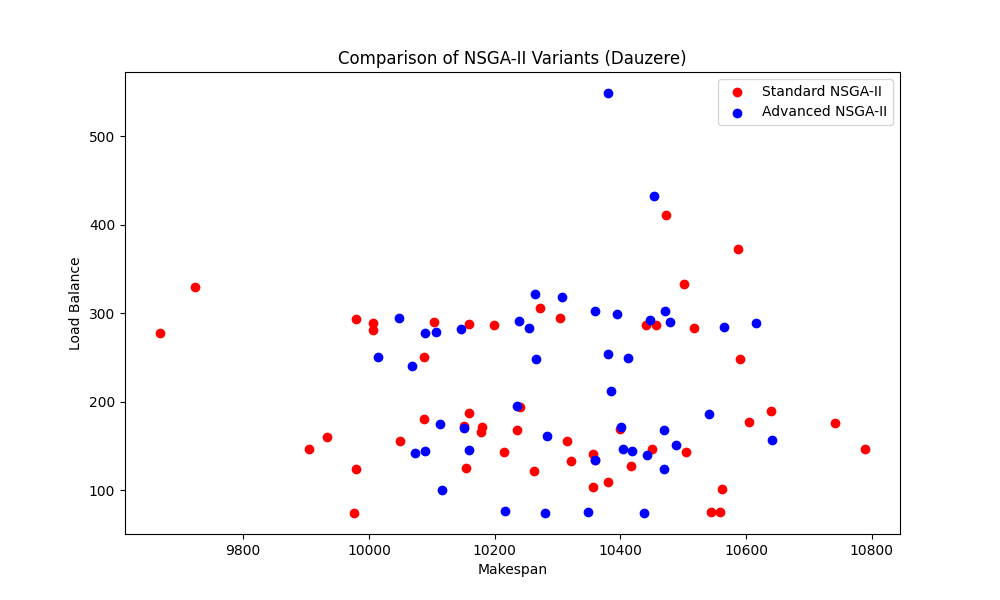 Comparison of NSGA-II Variants (Dauzere)
Standard NSGA-II
Advanced NSGA-II
Load Balance
500
400
300
200
100
9800
10000
10200
10400
10600
10800
Makespan